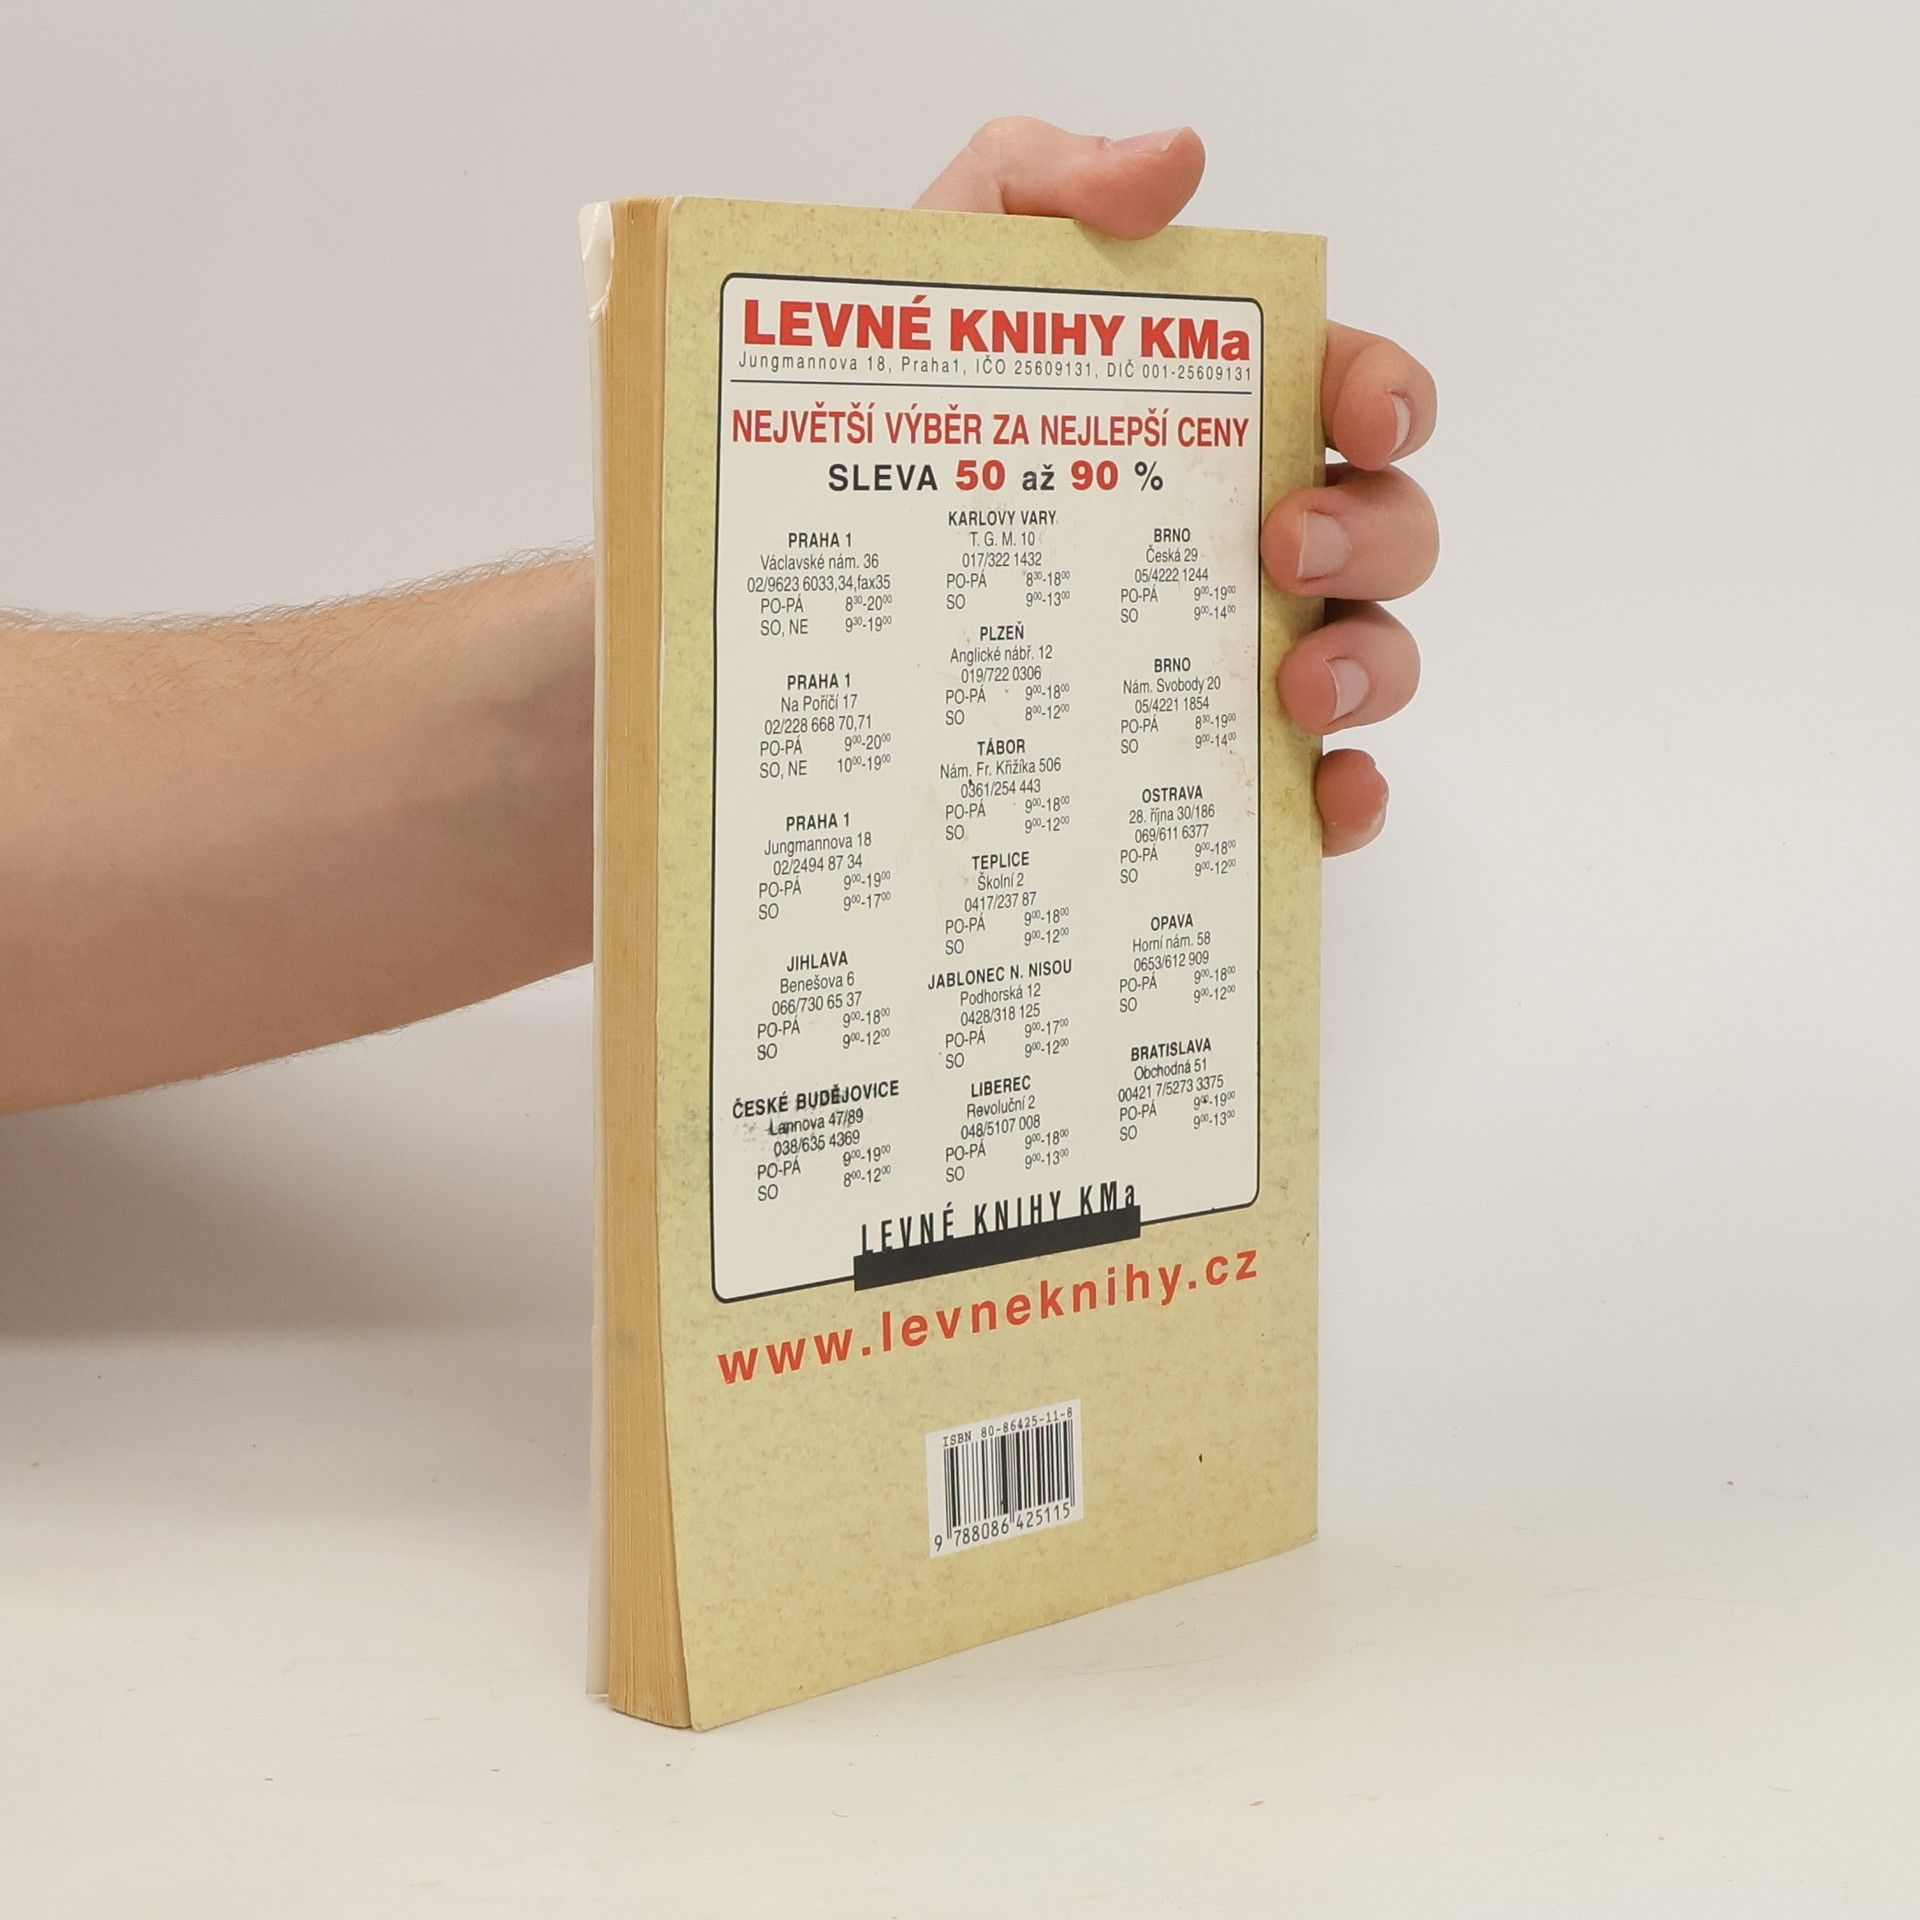 LEVNÉ KNIHY KMa
Jungmannova 18, Praha1, IČO 25609131, DIČ 001-25609131
NEJVĚTŠÍ VÝBĚR ZA NEJLEPŠÍ CENY
SLEVA 50 až 90 %
PRAHA 1
Václavské nám. 36
02/9623 6033,34,fax35
PO-PÁ 8³⁰-20⁰⁰
SO, NE 9³⁰-19⁰⁰
PRAHA 1
Na Poříčí 17
02/228 668 70,71
PO-PÁ 9⁰⁰-20⁰⁰
SO, NE 10⁰⁰-19⁰⁰
PRAHA 1
Jungmannova 18
02/2494 87 34
PO-PÁ 9⁰⁰-19⁰⁰
SO 9⁰⁰-17⁰⁰
JIHLAVA
Benešova 6
066/730 65 37
PO-PÁ 9⁰⁰-18⁰⁰
SO 9⁰⁰-12⁰⁰
ČESKÉ BUDĚJOVICE
Lannova 47/89
038/635 4369
PO-PÁ 9⁰⁰-19⁰⁰
SO 8⁰⁰-12⁰⁰
KARLOVY VARY
T. G. M. 10
017/322 1432
PO-PÁ 8³⁰-18⁰⁰
SO 9⁰⁰-13⁰⁰
PLZEŇ
Anglické nábř. 12
019/722 0306
PO-PÁ 9⁰⁰-18⁰⁰
SO 8⁰⁰-12⁰⁰
TÁBOR
Nám. Fr. Křižíka 506
0361/254 443
PO-PÁ 9⁰⁰-18⁰⁰
SO 9⁰⁰-12⁰⁰
TEPLICE
Školní 2
0417/237 87
PO-PÁ 9⁰⁰-18⁰⁰
SO 9⁰⁰-12⁰⁰
JABLONEC N. NISOU
Podhorská 12
0428/318 125
PO-PÁ 9⁰⁰-17⁰⁰
SO 9⁰⁰-12⁰⁰
LIBEREC
Revoluční 2
048/5107 008
PO-PÁ 9⁰⁰-18⁰⁰
SO 9⁰⁰-13⁰⁰
BRNO
Česká 29
05/4222 1244
PO-PÁ 9⁰⁰-19⁰⁰
SO 9⁰⁰-14⁰⁰
BRNO
Nám. Svobody 20
05/4221 1854
PO-PÁ 8³⁰-19⁰⁰
SO 9⁰⁰-14⁰⁰
OSTRAVA
28. října 30/186
069/611 6377
PO-PÁ 9⁰⁰-18⁰⁰
SO 9⁰⁰-12⁰⁰
OPAVA
Horní nám. 58
0653/612 909
PO-PÁ 9⁰⁰-18⁰⁰
SO 9⁰⁰-12⁰⁰
BRATISLAVA
Obchodná 51
00421 7/5273 3375
PO-PÁ 9⁰⁰-19⁰⁰
SO 9⁰⁰-13⁰⁰
LEVNÉ KNIHY KMa
www.levneknihy.cz
ISBN 80-86425-11-8
9 788086 425115